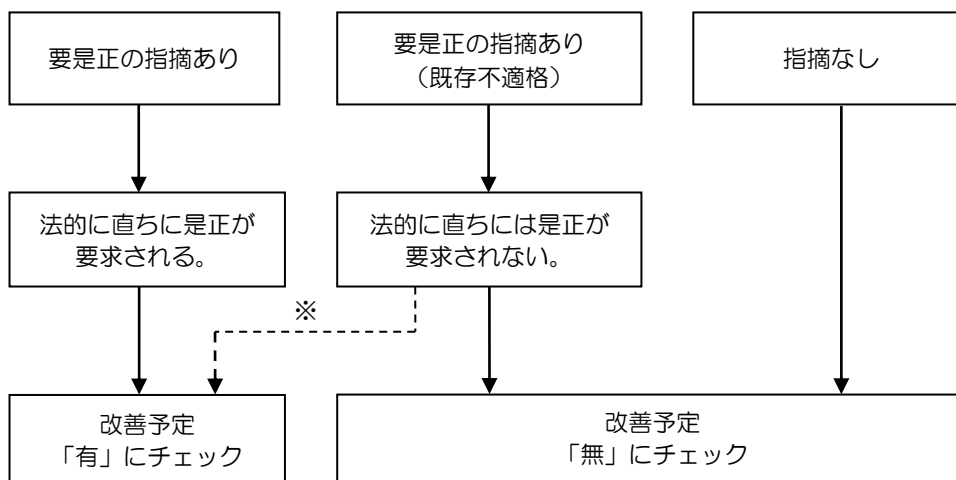 要是正の指摘あり
要是正の指摘あり
（既存不適格）
指摘なし
法的に直ちに是正が
要求される。
法的に直ちには是正が
要求されない。
※
改善予定
「有」にチェック
改善予定
「無」にチェック